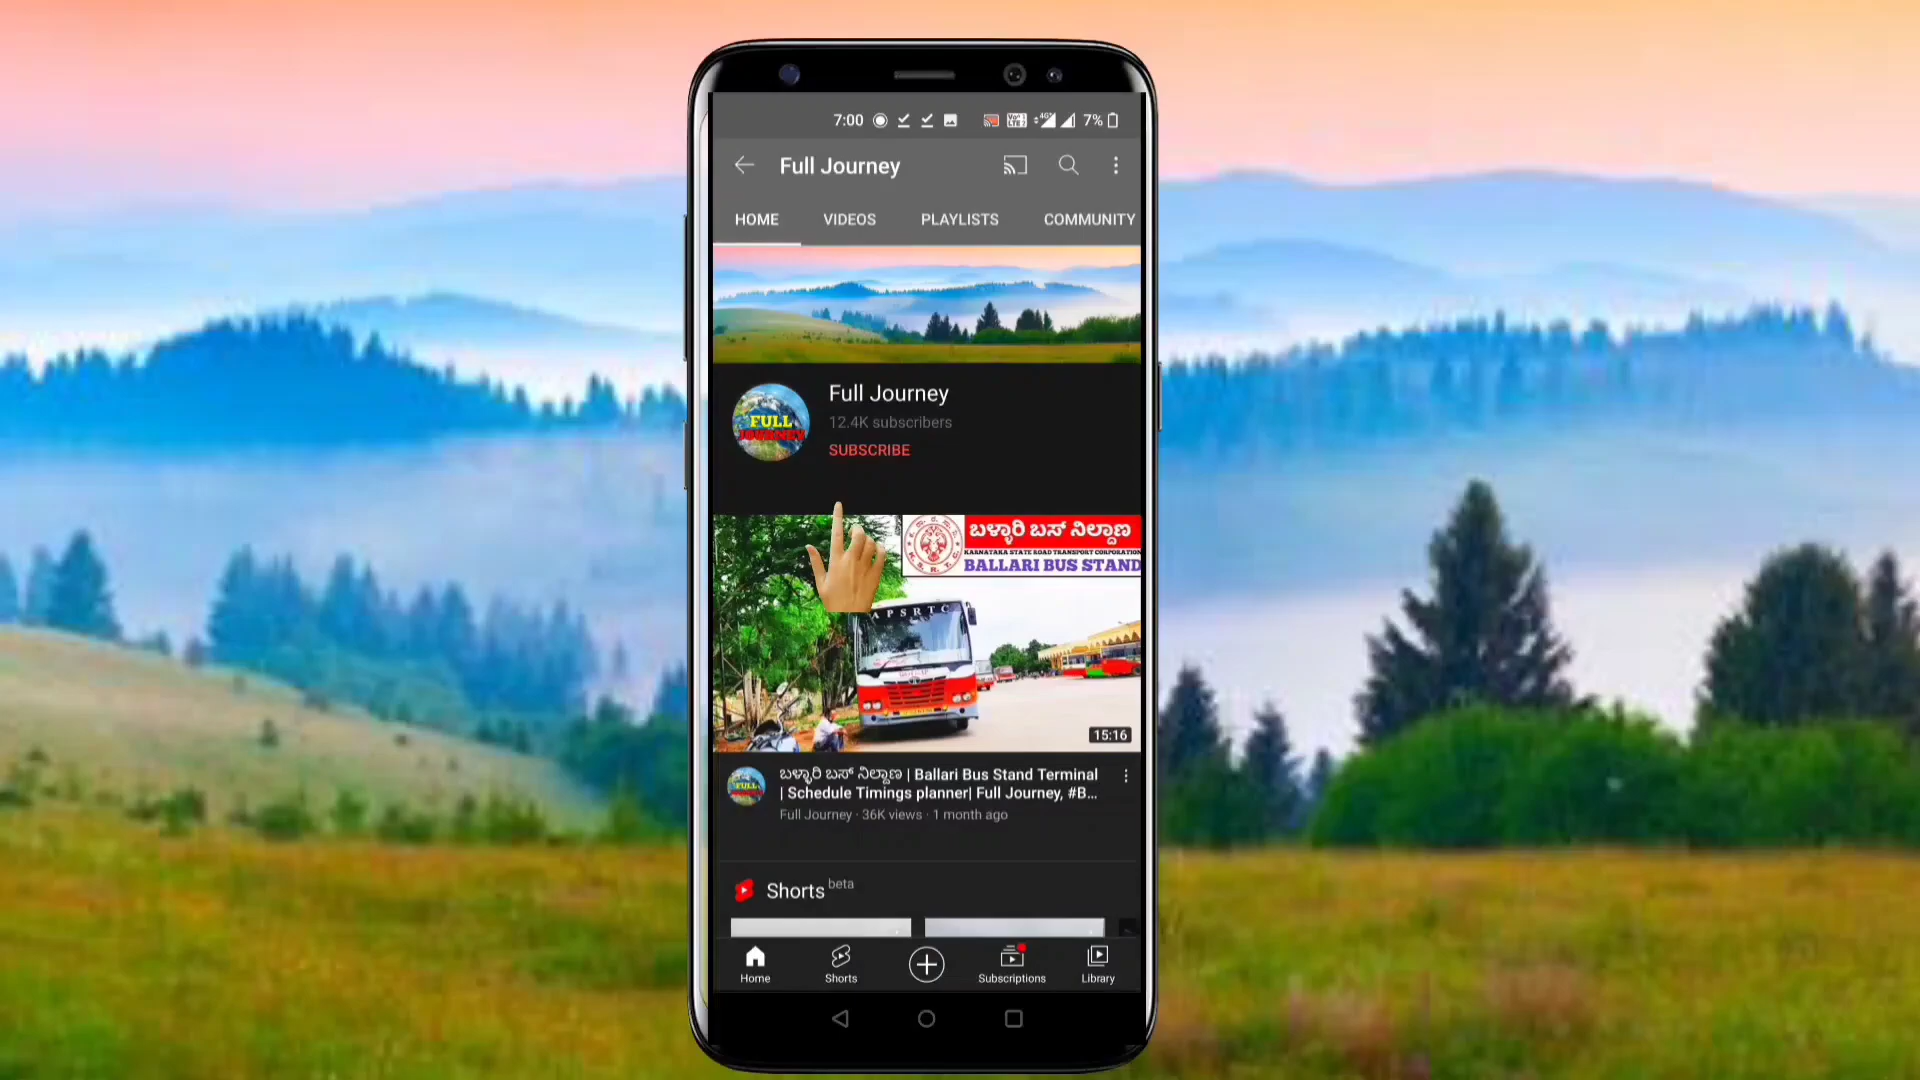 7:00 7%
Full Journey
HOME VIDEOS PLAYLISTS COMMUNITY
FULL
JOURNEY
Full Journey
12.4K subscribers
SUBSCRIBE
ಬಳ್ಳಾರಿ ಬಸ್ ನಿಲ್ದಾಣ
KARNATAKA STATE ROAD TRANSPORT CORPORATION
BALLARI BUS STAND
APSRTC
15:16
ಬಳ್ಳಾರಿ ಬಸ್ ನಿಲ್ದಾಣ | Ballari Bus Stand Terminal
| Schedule Timings planner| Full Journey, #B...
Full Journey · 36K views · 1 month ago
Shorts beta
Home Shorts Subscriptions Library